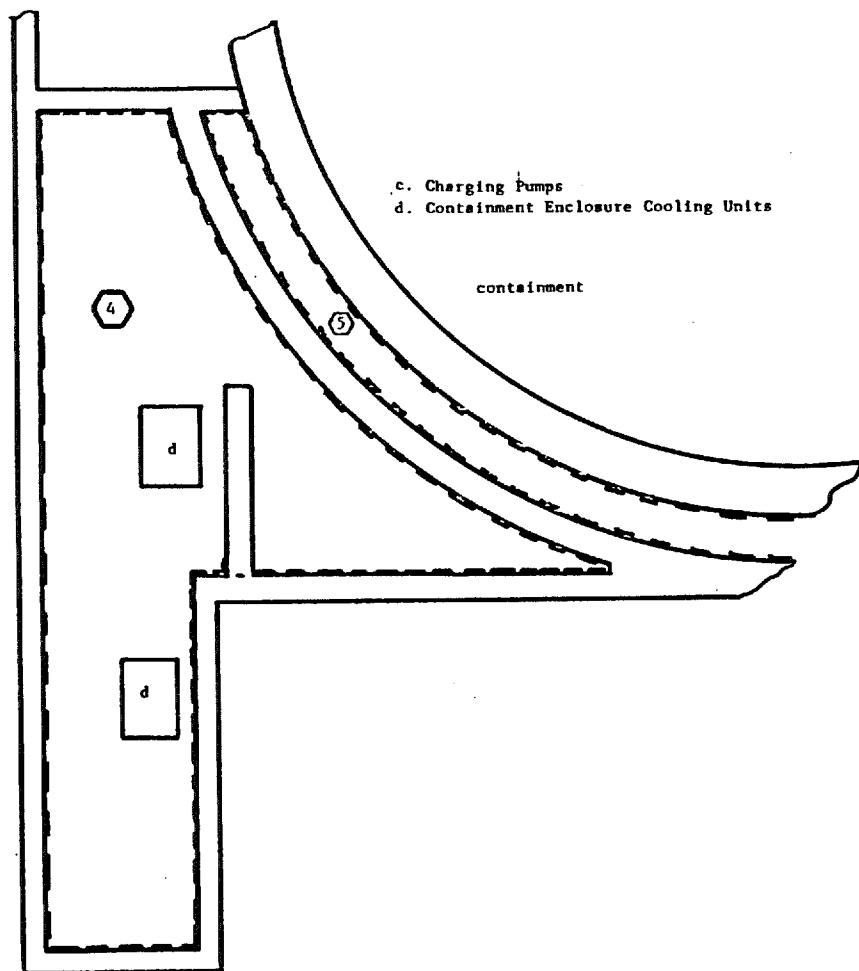 c. Charging Pumps
d. Containment Enclosure Cooling Units
containment
4
5
d
d